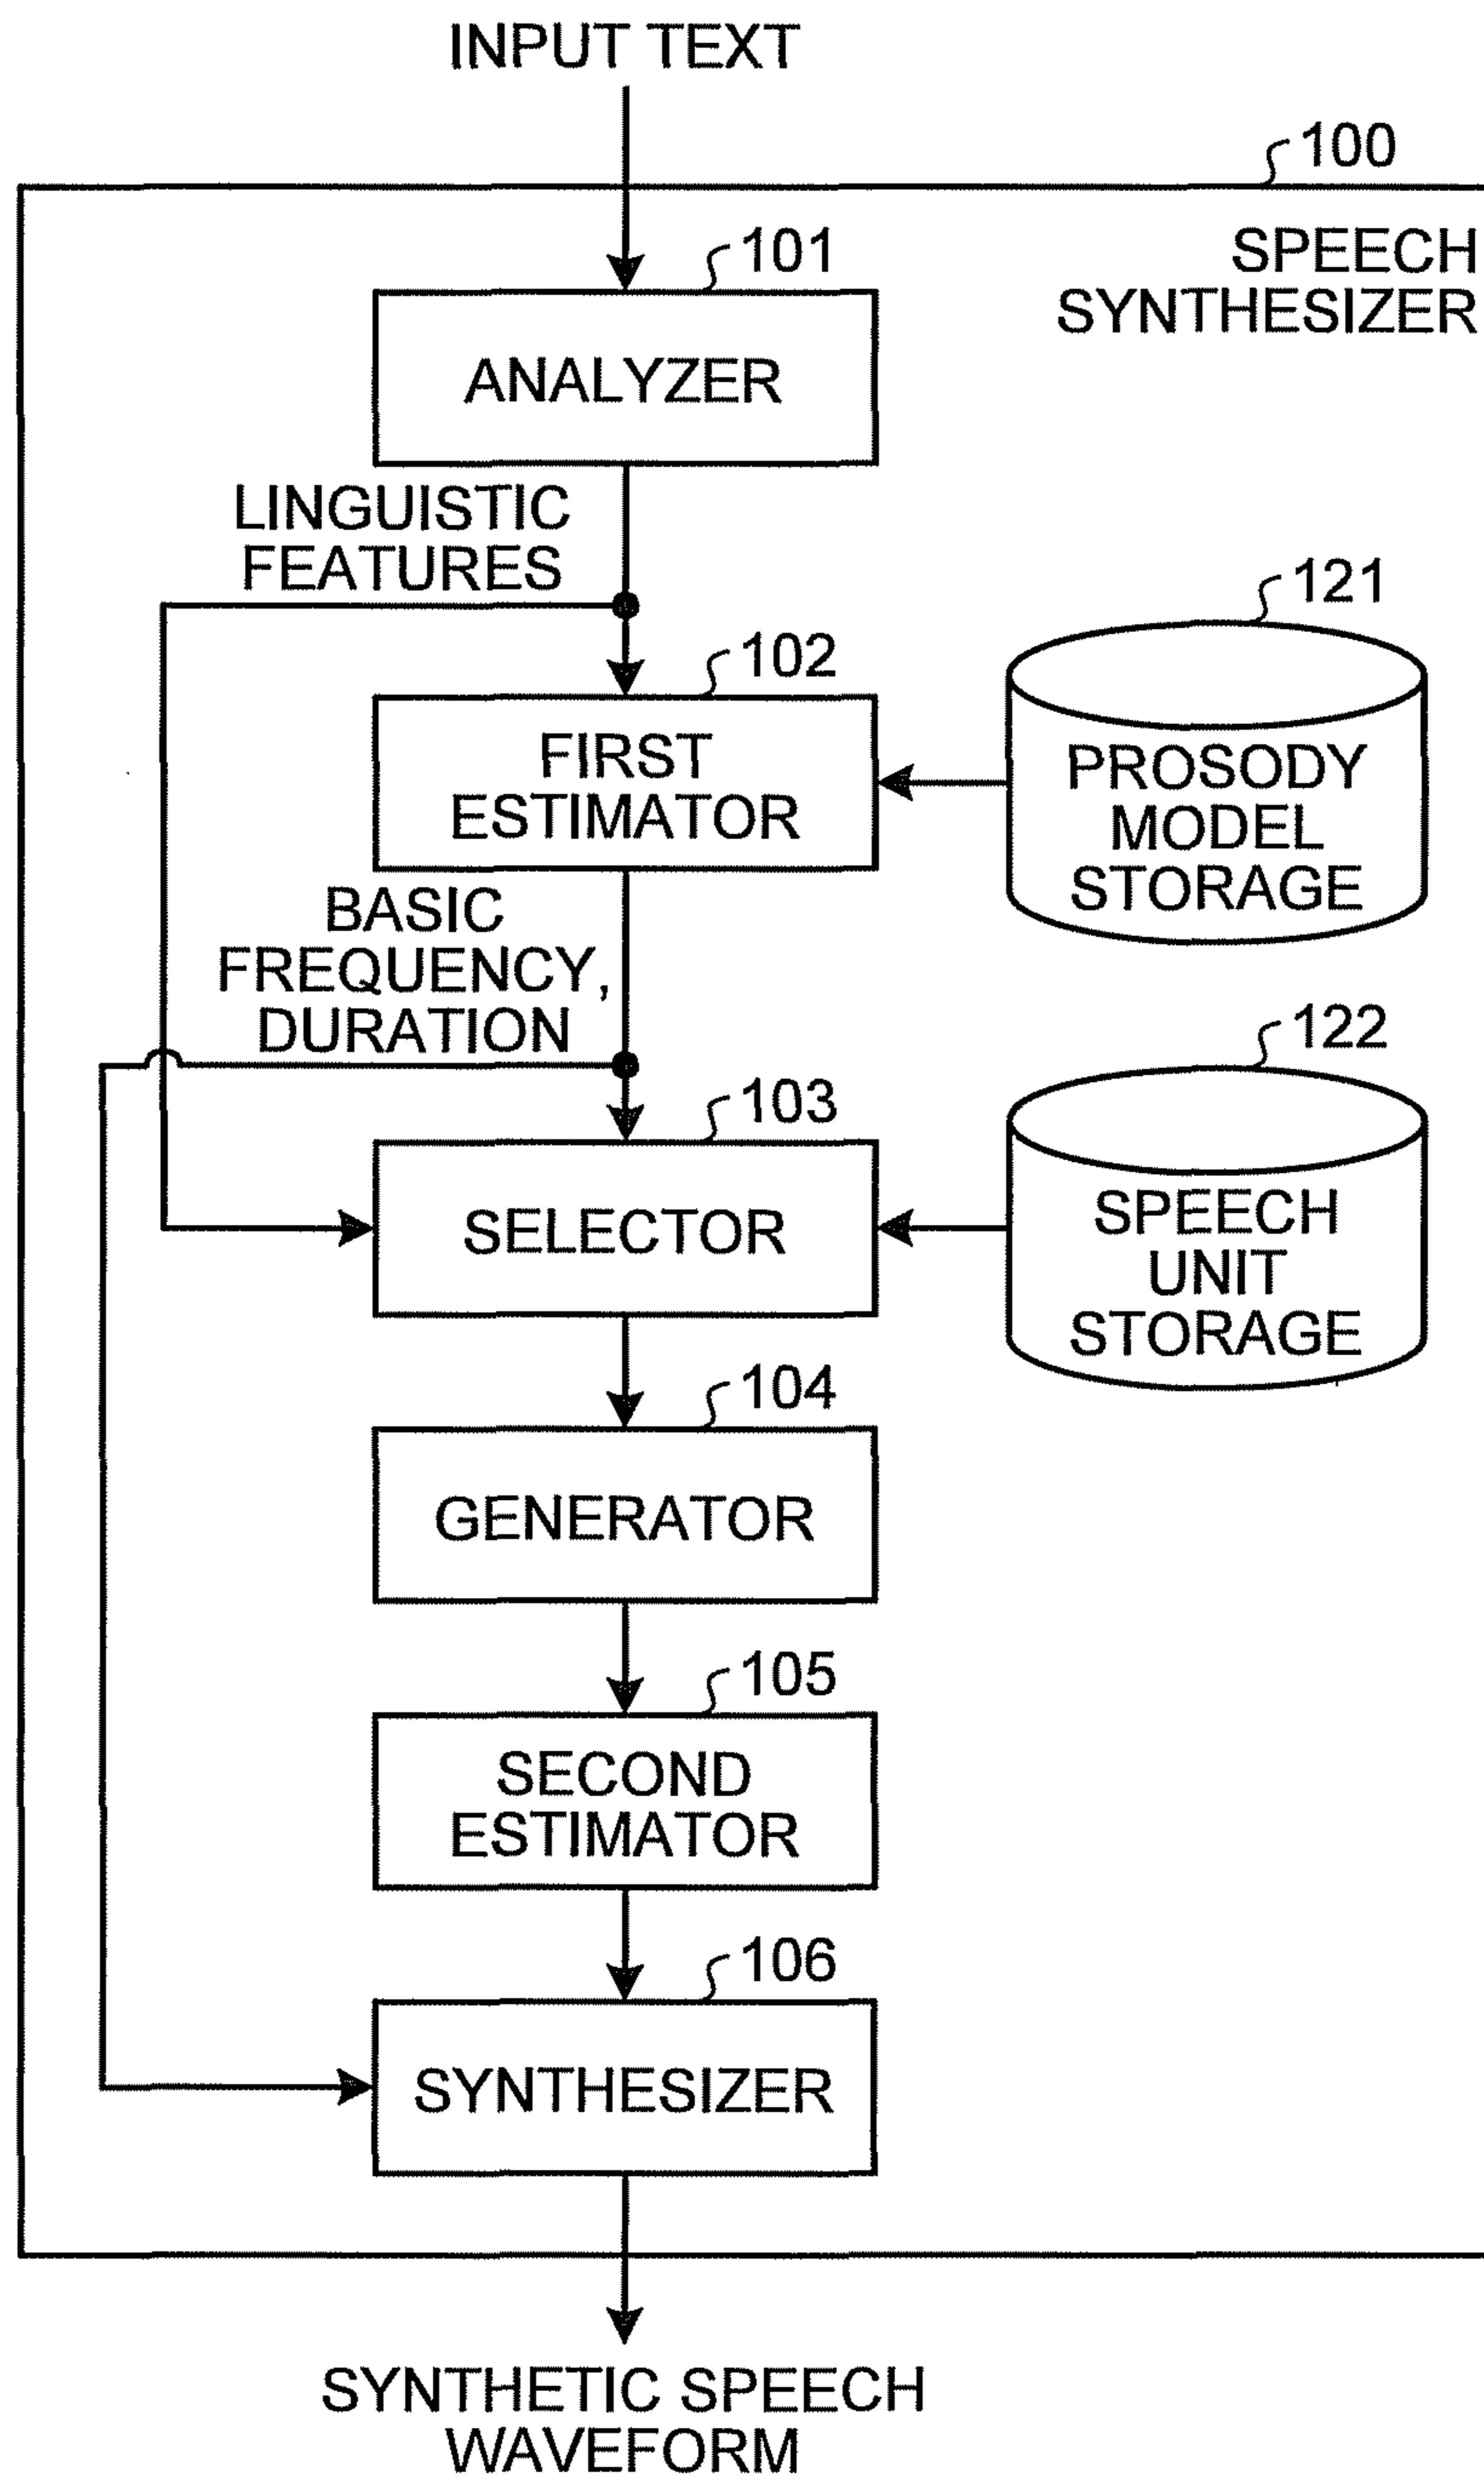 INPUT TEXT
100
SPEECH
SYNTHESIZER
101
ANALYZER
LINGUISTIC
FEATURES
102
FIRST
ESTIMATOR
121
PROSODY
MODEL
STORAGE
BASIC
FREQUENCY,
DURATION
103
SELECTOR
122
SPEECH
UNIT
STORAGE
104
GENERATOR
105
SECOND
ESTIMATOR
106
SYNTHESIZER
SYNTHETIC SPEECH
WAVEFORM